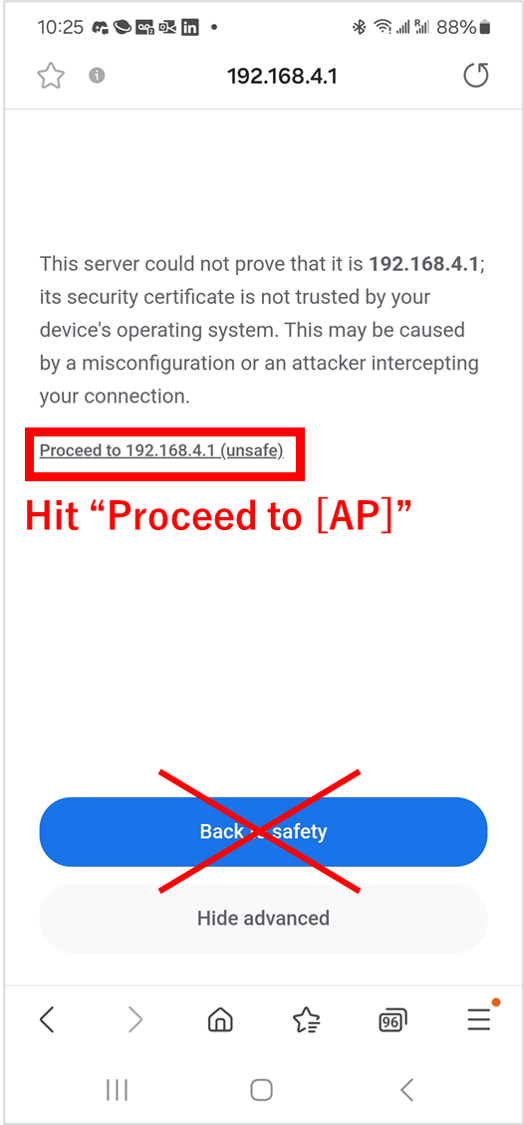 10:25
88%
192.168.4.1
This server could not prove that it is 192.168.4.1;
its security certificate is not trusted by your
device's operating system. This may be caused
by a misconfiguration or an attacker intercepting
your connection.
Proceed to 192.168.4.1 (unsafe)
Hit “Proceed to [AP]”
Back to safety
Hide advanced
96